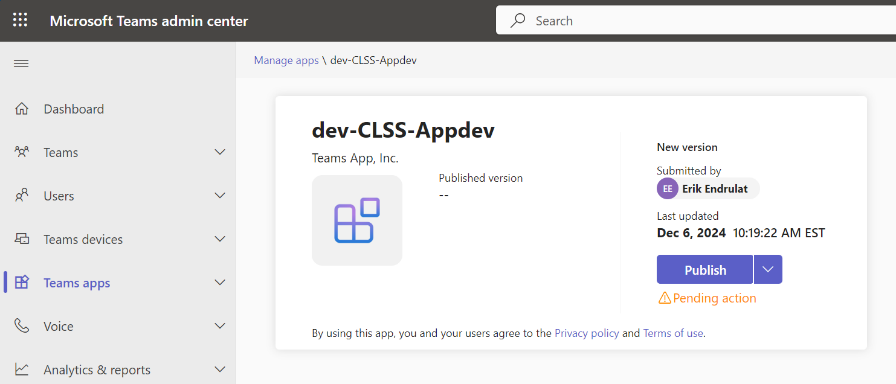 Microsoft Teams admin center
Search
Manage apps \ dev-CLSS-Appdev
Dashboard
Teams
Users
Teams devices
Teams apps
Voice
Analytics & reports
dev-CLSS-Appdev
Teams App, Inc.
Published version
--
New version
Submitted by
EE Erik Endrulat
Last updated
Dec 6, 2024 10:19:22 AM EST
Publish
Pending action
By using this app, you and your users agree to the Privacy policy and Terms of use.